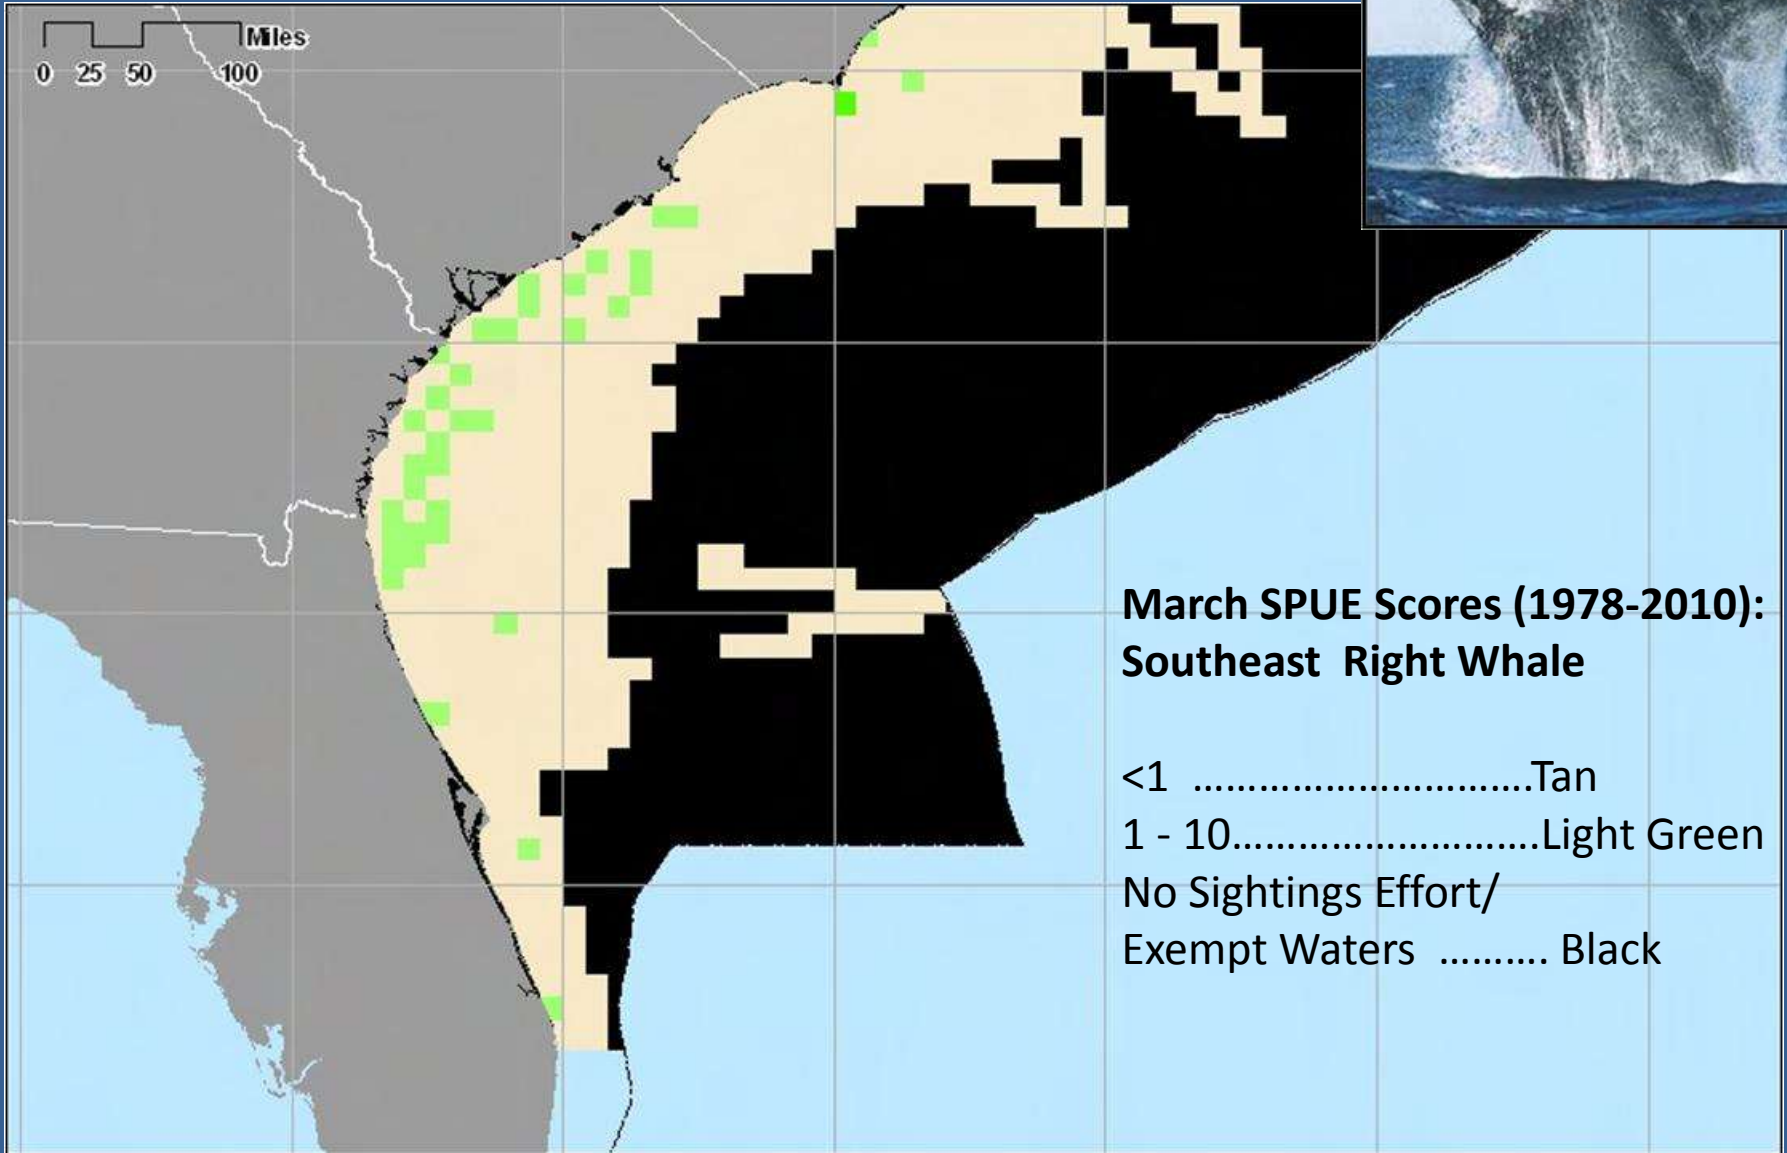 Miles
0 25 50 100
March SPUE Scores (1978-2010):
Southeast Right Whale
<1 ................................Tan
1 - 10.............................Light Green
No Sightings Effort/
Exempt Waters .......... Black